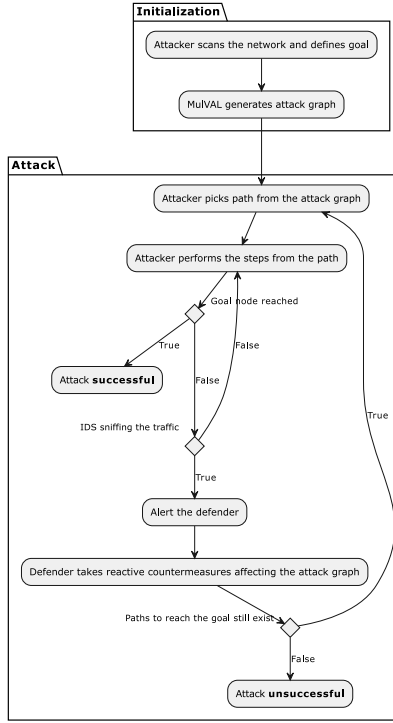 Initialization
Attacker scans the network and defines goal
MulVAL generates attack graph
Attack
Attacker picks path from the attack graph
Attacker performs the steps from the path
Goal node reached
True
False
Attack successful
False
IDS sniffing the traffic
True
True
Alert the defender
Defender takes reactive countermeasures affecting the attack graph
Paths to reach the goal still exist
False
Attack unsuccessful